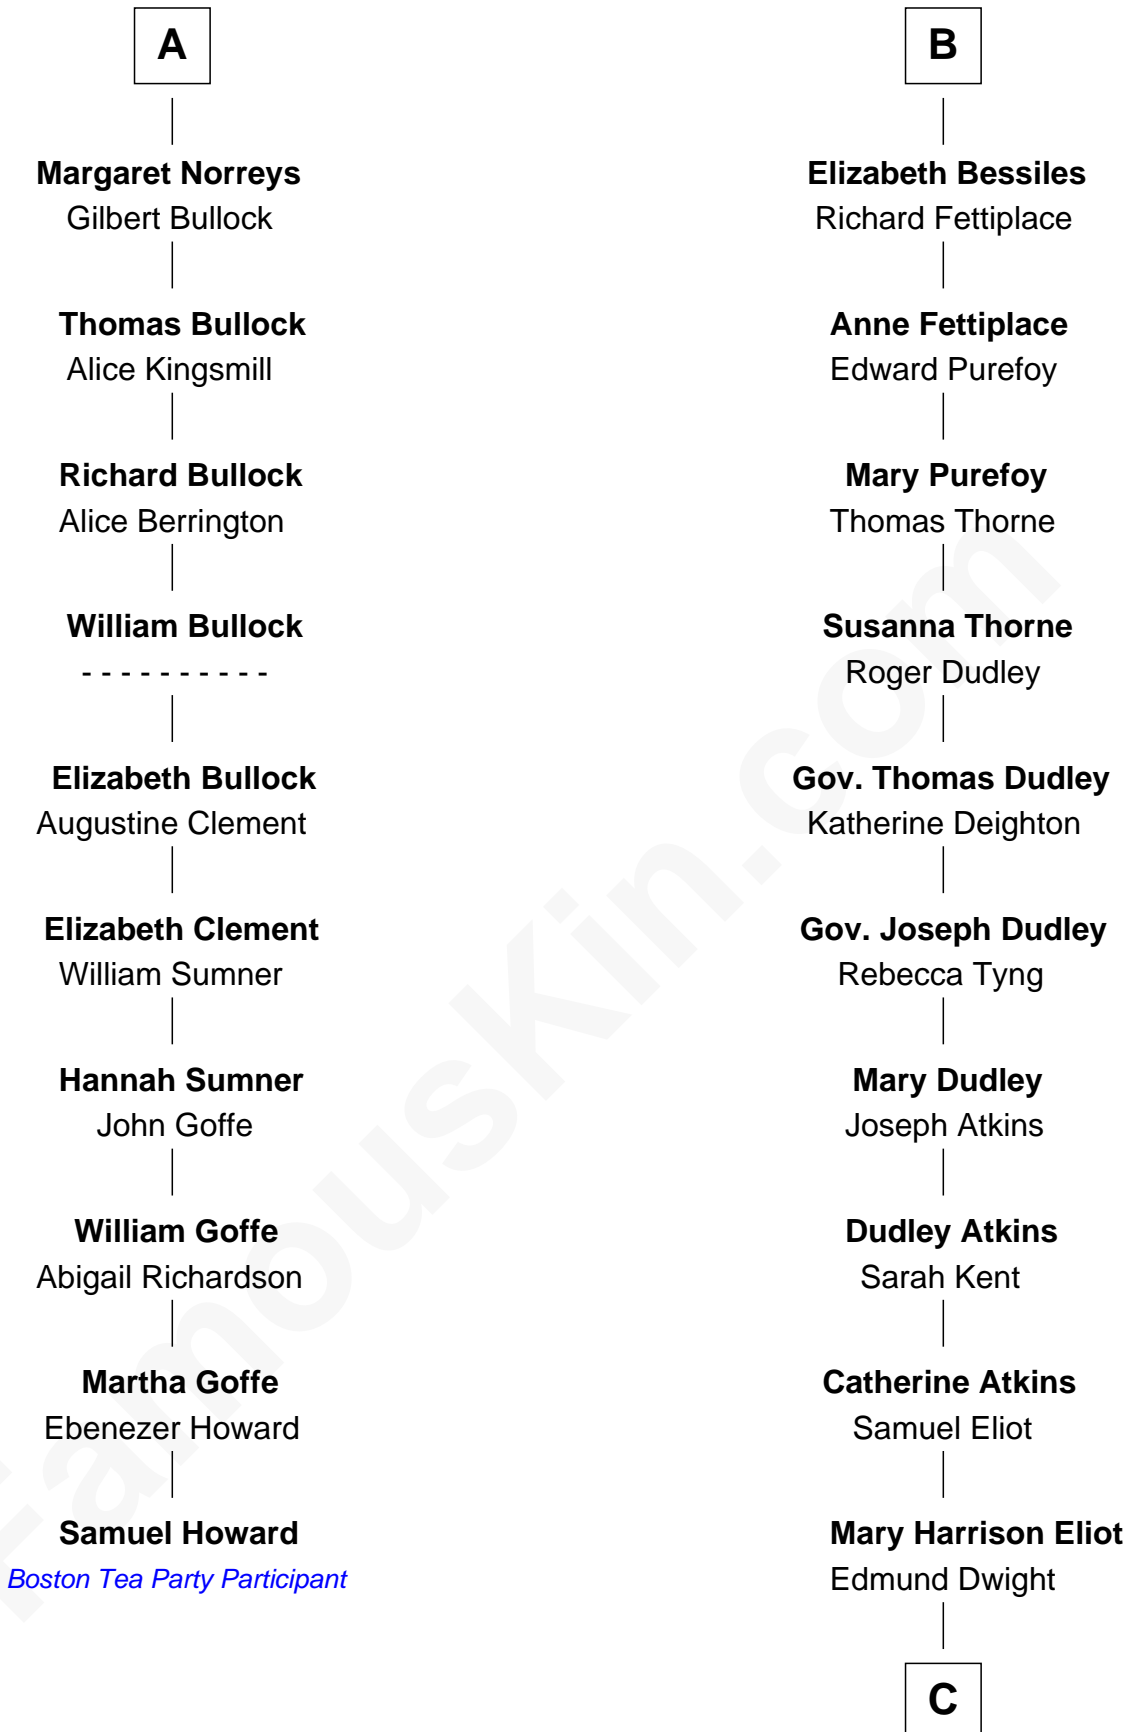 A
Margaret Norreys
Gilbert Bullock
Thomas Bullock
Alice Kingsmill
Richard Bullock
Alice Berrington
William Bullock
- - - - - - - - - -
Elizabeth Bullock
Augustine Clement
Elizabeth Clement
William Sumner
Hannah Sumner
John Goffe
William Goffe
Abigail Richardson
Martha Goffe
Ebenezer Howard
Samuel Howard
Boston Tea Party Participant
B
Elizabeth Bessiles
Richard Fettiplace
Anne Fettiplace
Edward Purefoy
Mary Purefoy
Thomas Thorne
Susanna Thorne
Roger Dudley
Gov. Thomas Dudley
Katherine Deighton
Gov. Joseph Dudley
Rebecca Tyng
Mary Dudley
Joseph Atkins
Dudley Atkins
Sarah Kent
Catherine Atkins
Samuel Eliot
Mary Harrison Eliot
Edmund Dwight
C
FamousKin.com